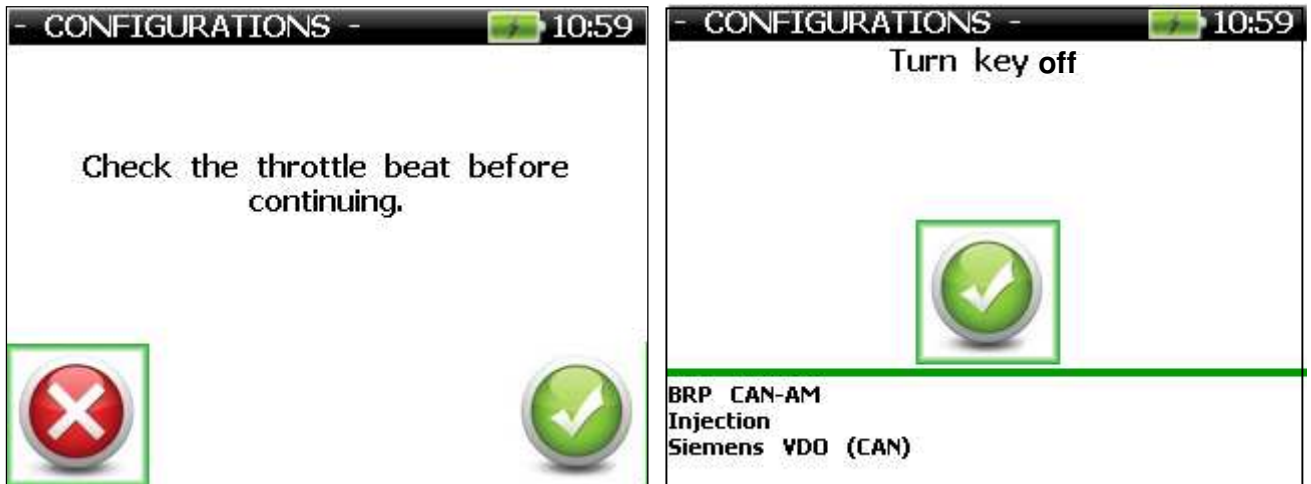 - CONFIGURATIONS -
10:59
Check the throttle beat before
continuing.
- CONFIGURATIONS -
10:59
Turn key off
BRP CAN-AM
Injection
Siemens VDO (CAN)